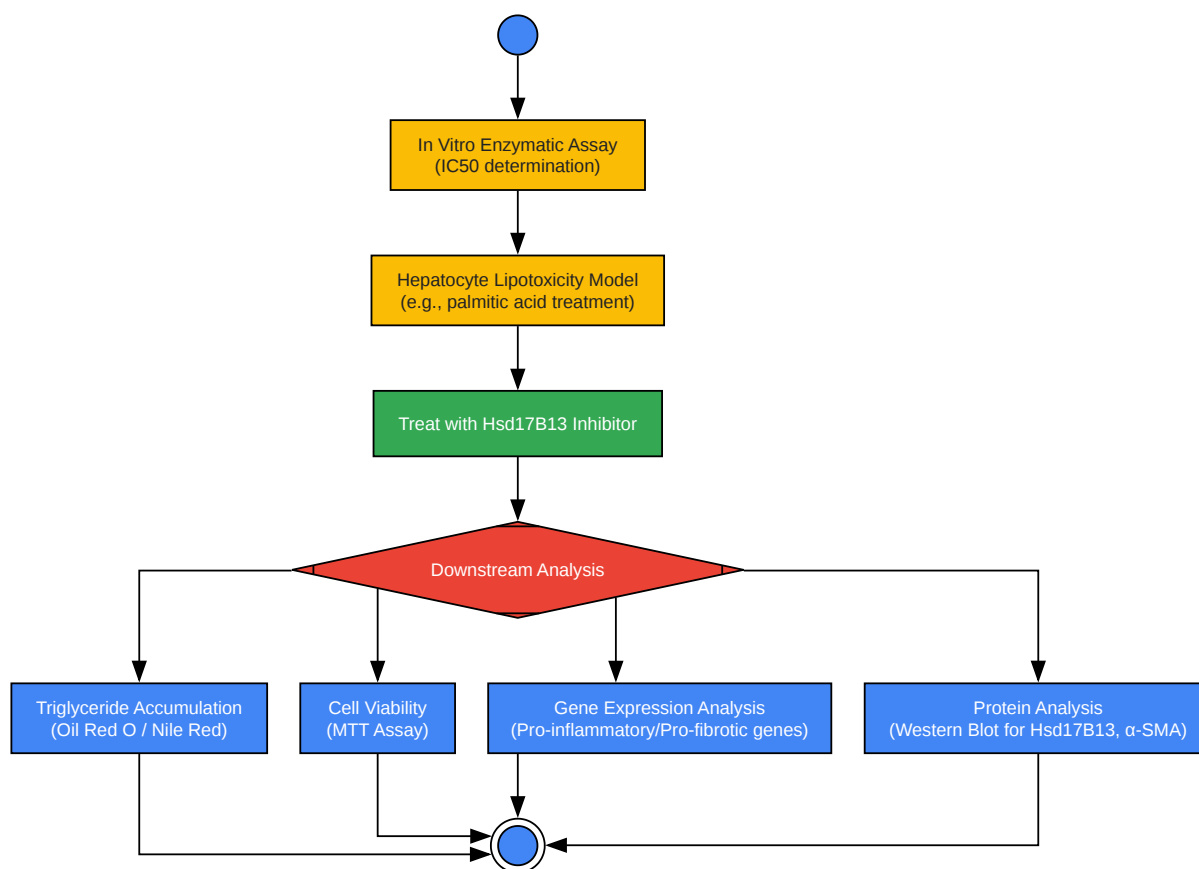 In Vitro Enzymatic Assay
(IC50 determination)
Hepatocyte Lipotoxicity Model
(e.g., palmitic acid treatment)
Treat with Hsd17B13 Inhibitor
Downstream Analysis
Triglyceride Accumulation
(Oil Red O / Nile Red)
Cell Viability
(MTT Assay)
Gene Expression Analysis
(Pro-inflammatory/Pro-fibrotic genes)
Protein Analysis
(Western Blot for Hsd17B13, α-SMA)